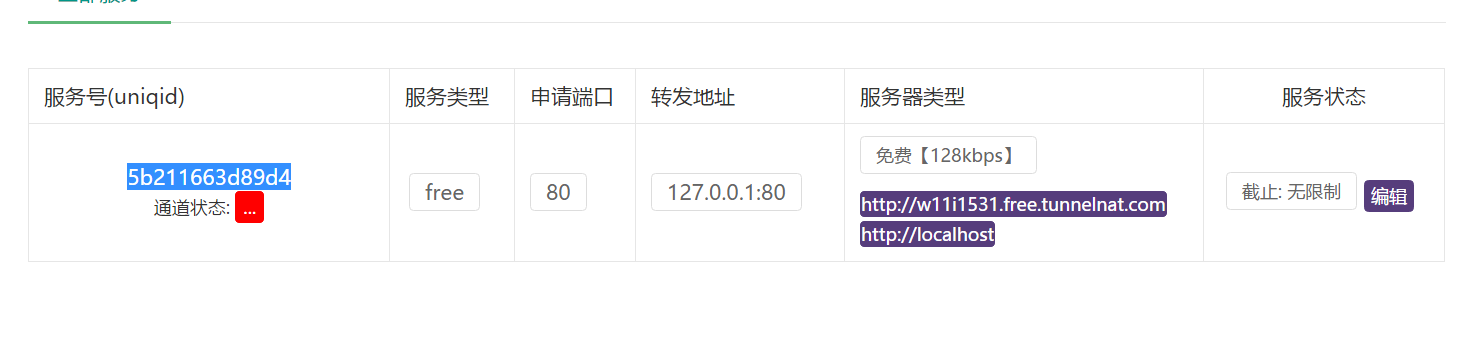 服务号(uniqid)
服务类型
申请端口
转发地址
服务器类型
服务状态
5b211663d89d4
通道状态: ...
free
80
127.0.0.1:80
免费【128kbps】
http://w11i1531.free.tunnelnat.com
http://localhost
截止: 无限制
编辑